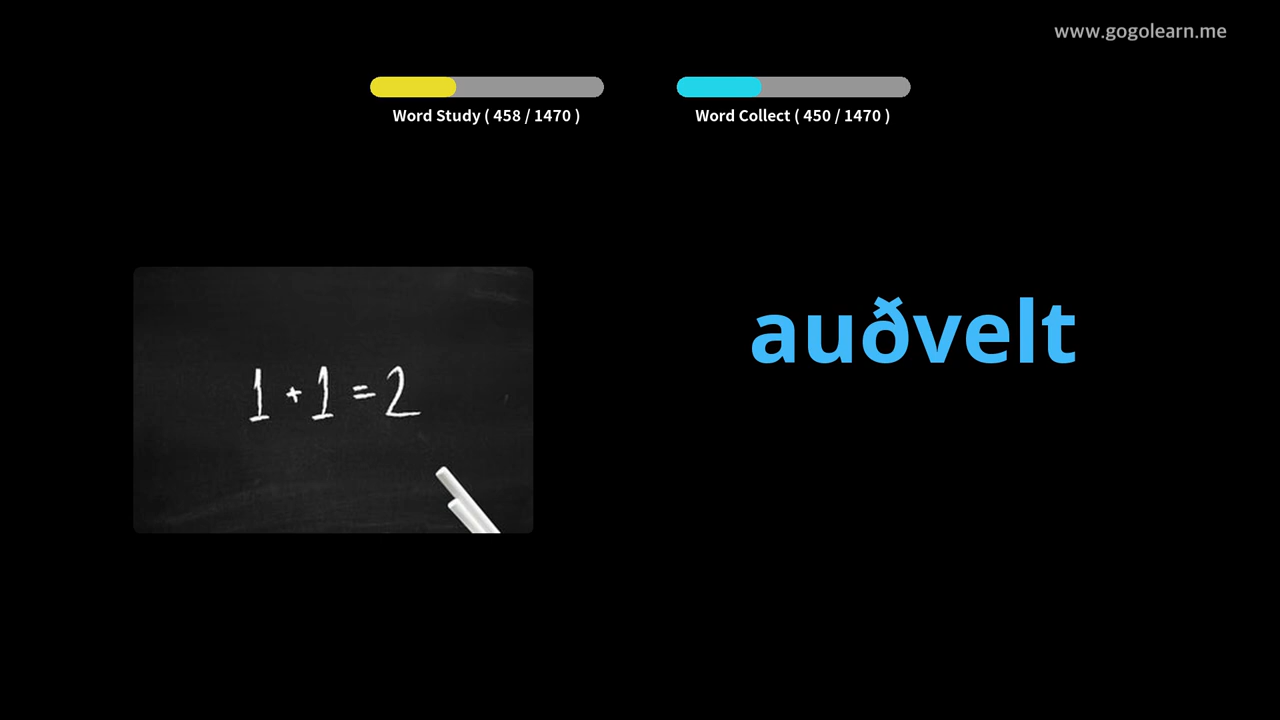 www.gogolearn.me
Word Study ( 458 / 1470 )
Word Collect ( 450 / 1470 )
auðvelt
1 + 1 = 2